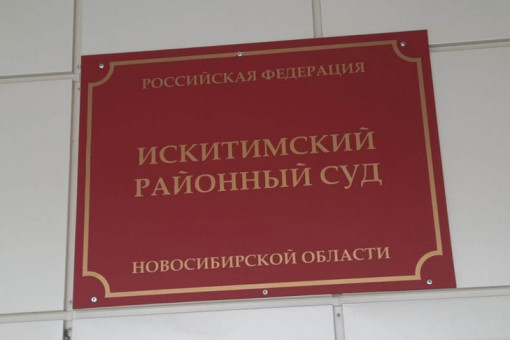 РОССИЙСКАЯ ФЕДЕРАЦИЯ
ИСКИТИМСКИЙ
РАЙОННЫЙ СУД
НОВОСИБИРСКОЙ ОБЛАСТИ